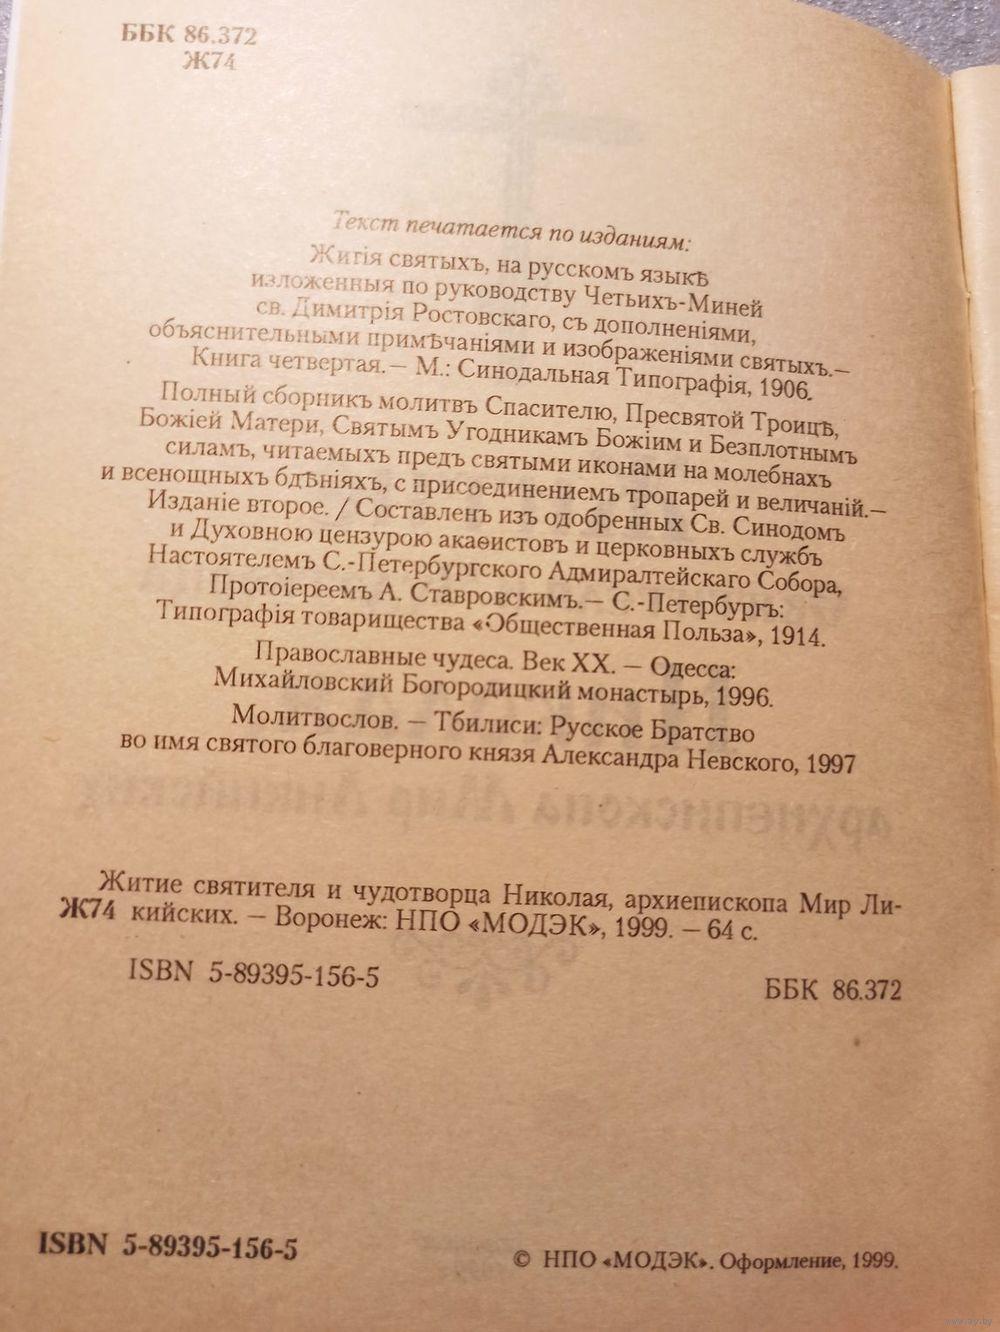 ББК 86.372
Ж74
Текст печатается по изданиям:
Житія святыхъ, на русскомъ языкѣ
изложенныя по руководству Четьихъ-Миней
св. Димитрія Ростовскаго, съ дополненіями,
объяснительными примѣчаніями и изображеніями святыхъ.—
Книга четвертая.— М.: Синодальная Типографія, 1906.
Полный сборникъ молитвъ Спасителю, Пресвятой Троицѣ,
Божіей Матери, Святымъ Угодникамъ Божіим и Безплотнымъ
силамъ, читаемыхъ предъ святыми иконами на молебнахъ
и всенощныхъ бдѣніяхъ, с присоединениемъ тропарей и величаній.—
Изданіе второе. / Составленъ изъ одобренных Св. Синодомъ
и Духовною цензурою акаѳистовъ и церковныхъ службъ
Настоятелемъ С.-Петербургского Адмиралтейскаго Собора,
Протоіереемъ А. Ставровскимъ.— С.-Петербургъ:
Типографія товарищества «Общественная Польза», 1914.
Православные чудеса. Век XX. — Одесса:
Михайловский Богородицкий монастырь, 1996.
Молитвослов. — Тбилиси: Русское Братство
во имя святого благоверного князя Александра Невского, 1997
Житие святителя и чудотворца Николая, архиепископа Мир Ли-
Ж74 кийских. — Воронеж: НПО «МОДЭК», 1999. — 64 с.
ISBN 5-89395-156-5
ББК 86.372
ISBN 5-89395-156-5
© НПО «МОДЭК». Оформление, 1999.
www.ay.by